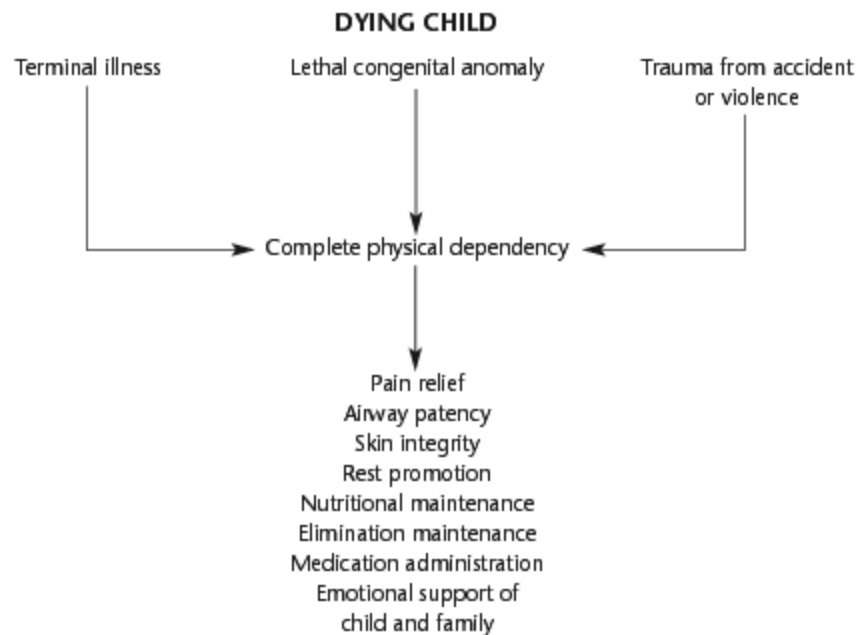 DYING CHILD
Terminal illness
Lethal congenital anomaly
Trauma from accident
or violence
Complete physical dependency
Pain relief
Airway patency
Skin integrity
Rest promotion
Nutritional maintenance
Elimination maintenance
Medication administration
Emotional support of
child and family